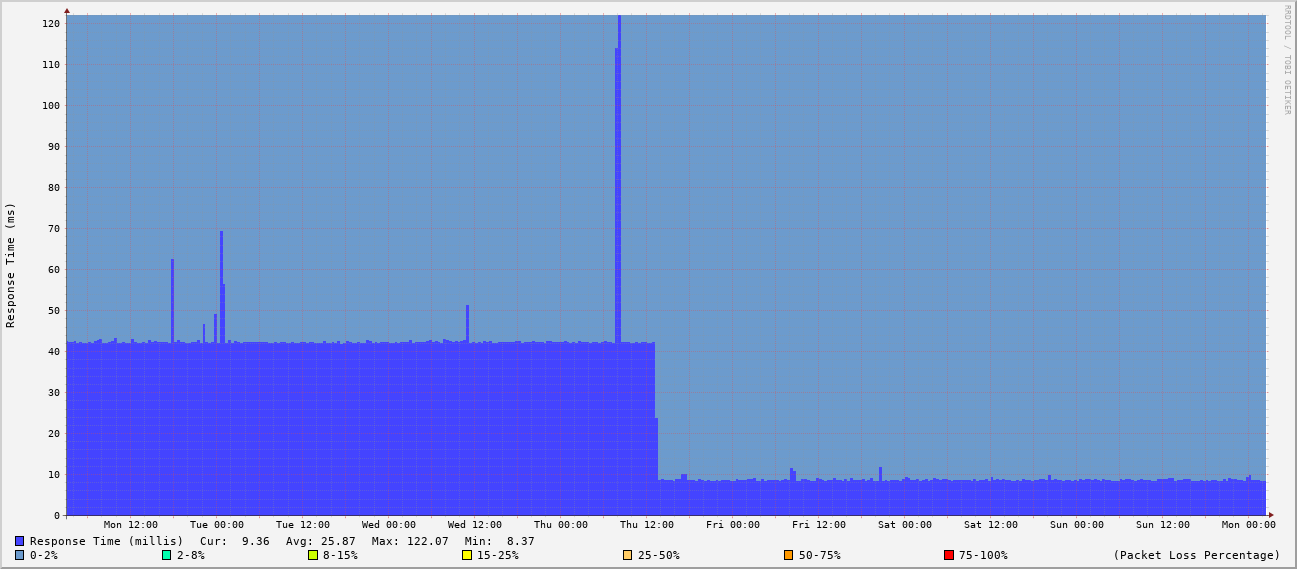 RRDTOOL / TOBI OETIKER
Response Time (ms)
120
110
100
90
80
70
60
50
40
30
20
10
0
Mon 12:00 Tue 00:00 Tue 12:00 Wed 00:00 Wed 12:00 Thu 00:00 Thu 12:00 Fri 00:00 Fri 12:00 Sat 00:00 Sat 12:00 Sun 00:00 Sun 12:00 Mon 00:00
Response Time (millis) Cur: 9.36 Avg: 25.87 Max: 122.07 Min: 8.37
0-2% 2-8% 8-15% 15-25% 25-50% 50-75% 75-100% (Packet Loss Percentage)